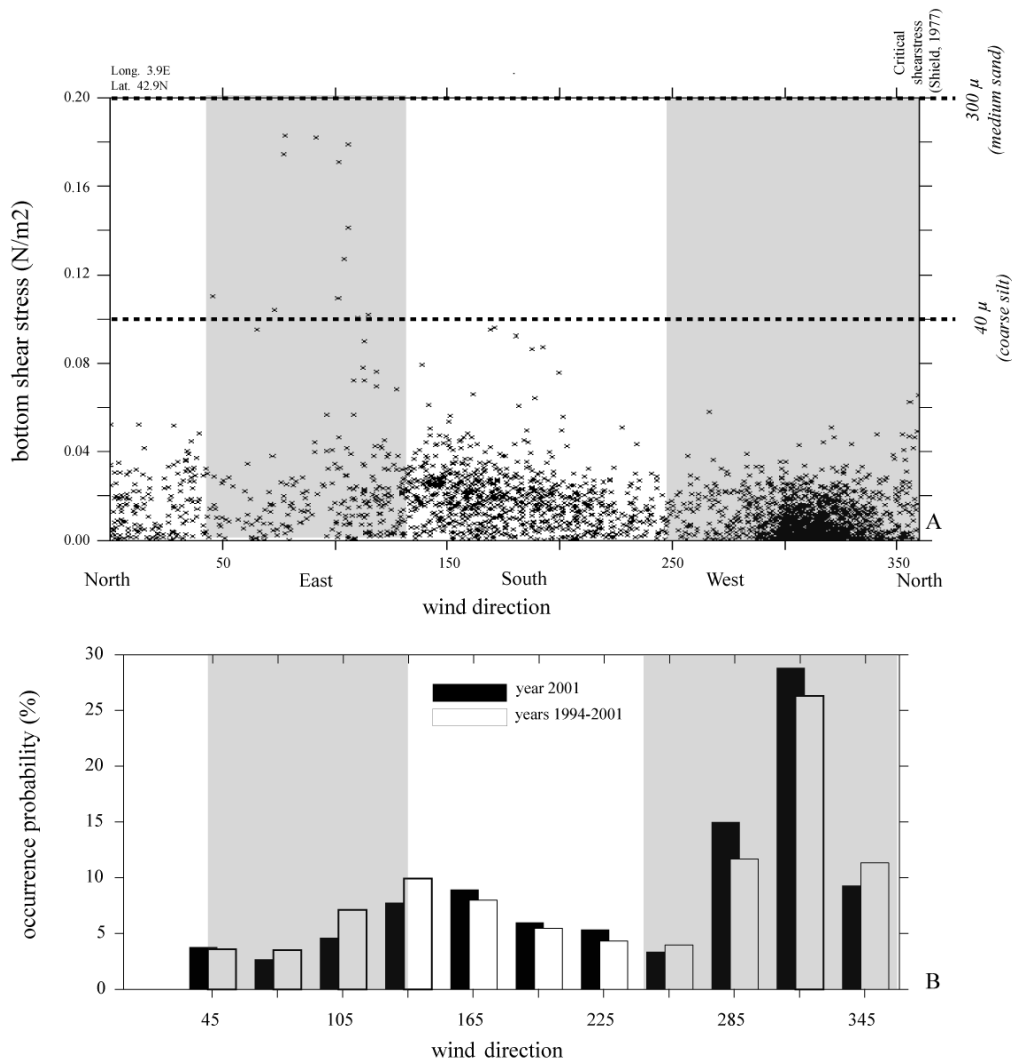 Long. 3.9E
Lat. 42.9N
Critical
shearstress
(Shield, 1977)
300 μ
(medium sand)
40 μ
(coarse silt)
bottom shear stress (N/m2)
0.20
0.16
0.12
0.08
0.04
0.00
A
50 150 250 350
North East South West North
wind direction
occurrence probability (%)
30
25
20
15
10
5
0
year 2001
years 1994-2001
B
45 105 165 225 285 345
wind direction